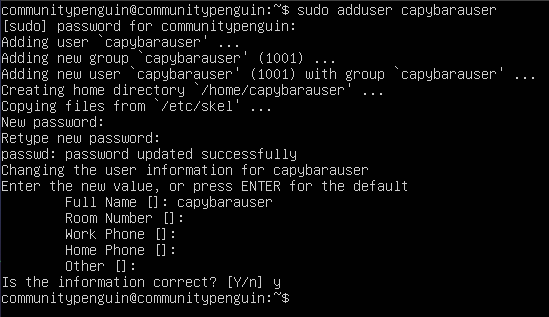 communitypenguin@communitypenguin:~$ sudo adduser capybarauser
[sudo] password for communitypenguin:
Adding user `capybarauser' ...
Adding new group `capybarauser' (1001) ...
Adding new user `capybarauser' (1001) with group `capybarauser' ...
Creating home directory `/home/capybarauser' ...
Copying files from `/etc/skel' ...
New password:
Retype new password:
passwd: password updated successfully
Changing the user information for capybarauser
Enter the new value, or press ENTER for the default
        Full Name []: capybarauser
        Room Number []:
        Work Phone []:
        Home Phone []:
        Other []:
Is the information correct? [Y/n] y
communitypenguin@communitypenguin:~$